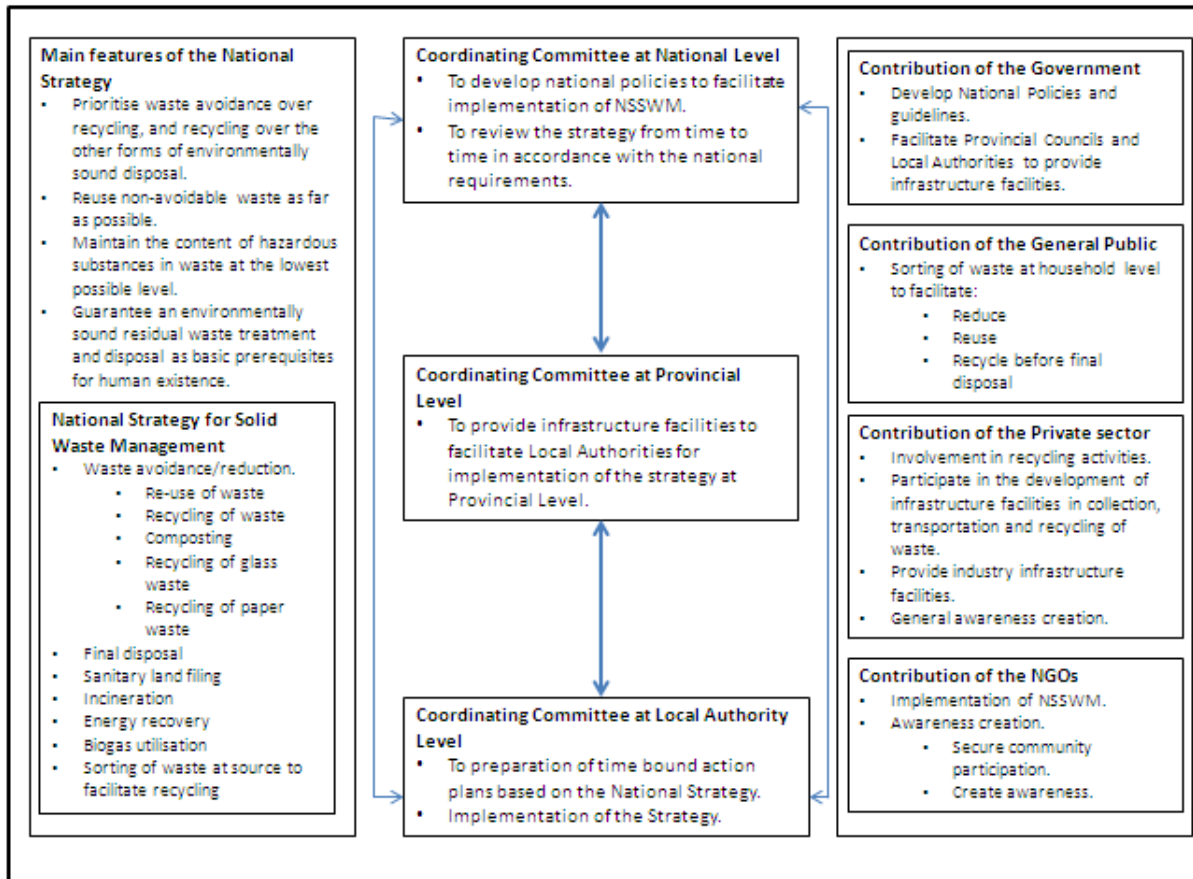 Main features of the National
Strategy
▪ Prioritise waste avoidance over
recycling, and recycling over the
other forms of environmentally
sound disposal.
▪ Reuse non-avoidable waste as far
as possible.
▪ Maintain the content of hazardous
substances in waste at the lowest
possible level.
▪ Guarantee an environmentally
sound residual waste treatment
and disposal as basic prerequisites
for human existence.
National Strategy for Solid
Waste Management
▪ Waste avoidance/reduction.
▪ Re-use of waste
▪ Recycling of waste
▪ Composting
▪ Recycling of glass
waste
▪ Recycling of paper
waste
▪ Final disposal
▪ Sanitary land filing
▪ Incineration
▪ Energy recovery
▪ Biogas utilisation
▪ Sorting of waste at source to
facilitate recycling
Coordinating Committee at National Level
▪ To develop national policies to facilitate
implementation of NSSWM.
▪ To review the strategy from time to
time in accordance with the national
requirements.
Coordinating Committee at Provincial
Level
▪ To provide infrastructure facilities to
facilitate Local Authorities for
implementation of the strategy at
Provincial Level.
Coordinating Committee at Local Authority
Level
▪ To preparation of time bound action
plans based on the National Strategy.
▪ Implementation of the Strategy.
Contribution of the Government
▪ Develop National Policies and
guidelines.
▪ Facilitate Provincial Councils and
Local Authorities to provide
infrastructure facilities.
Contribution of the General Public
▪ Sorting of waste at household level
to facilitate:
▪ Reduce
▪ Reuse
▪ Recycle before final
disposal
Contribution of the Private sector
▪ Involvement in recycling activities.
▪ Participate in the development of
infrastructure facilities in collection,
transportation and recycling of
waste.
▪ Provide industry infrastructure
facilities.
▪ General awareness creation.
Contribution of the NGOs
▪ Implementation of NSSWM.
▪ Awareness creation.
▪ Secure community
participation.
▪ Create awareness.